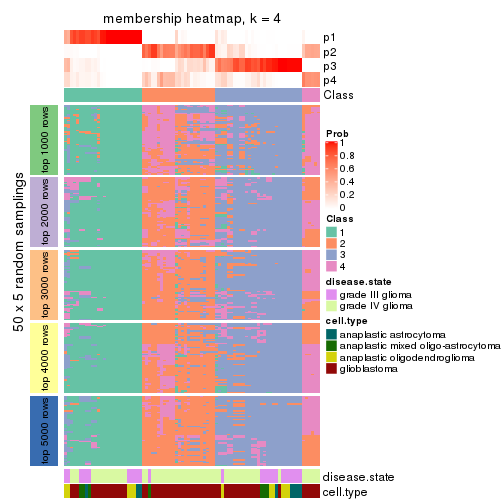 membership heatmap, k = 4
p1
p2
p3
p4
Class
50 x 5 random samplings
top 1000 rows
top 2000 rows
top 3000 rows
top 4000 rows
top 5000 rows
disease.state
cell.type
Prob
1
0.8
0.6
0.4
0.2
0
Class
1
2
3
4
disease.state
grade III glioma
grade IV glioma
cell.type
anaplastic astrocytoma
anaplastic mixed oligo-astrocytoma
anaplastic oligodendroglioma
glioblastoma